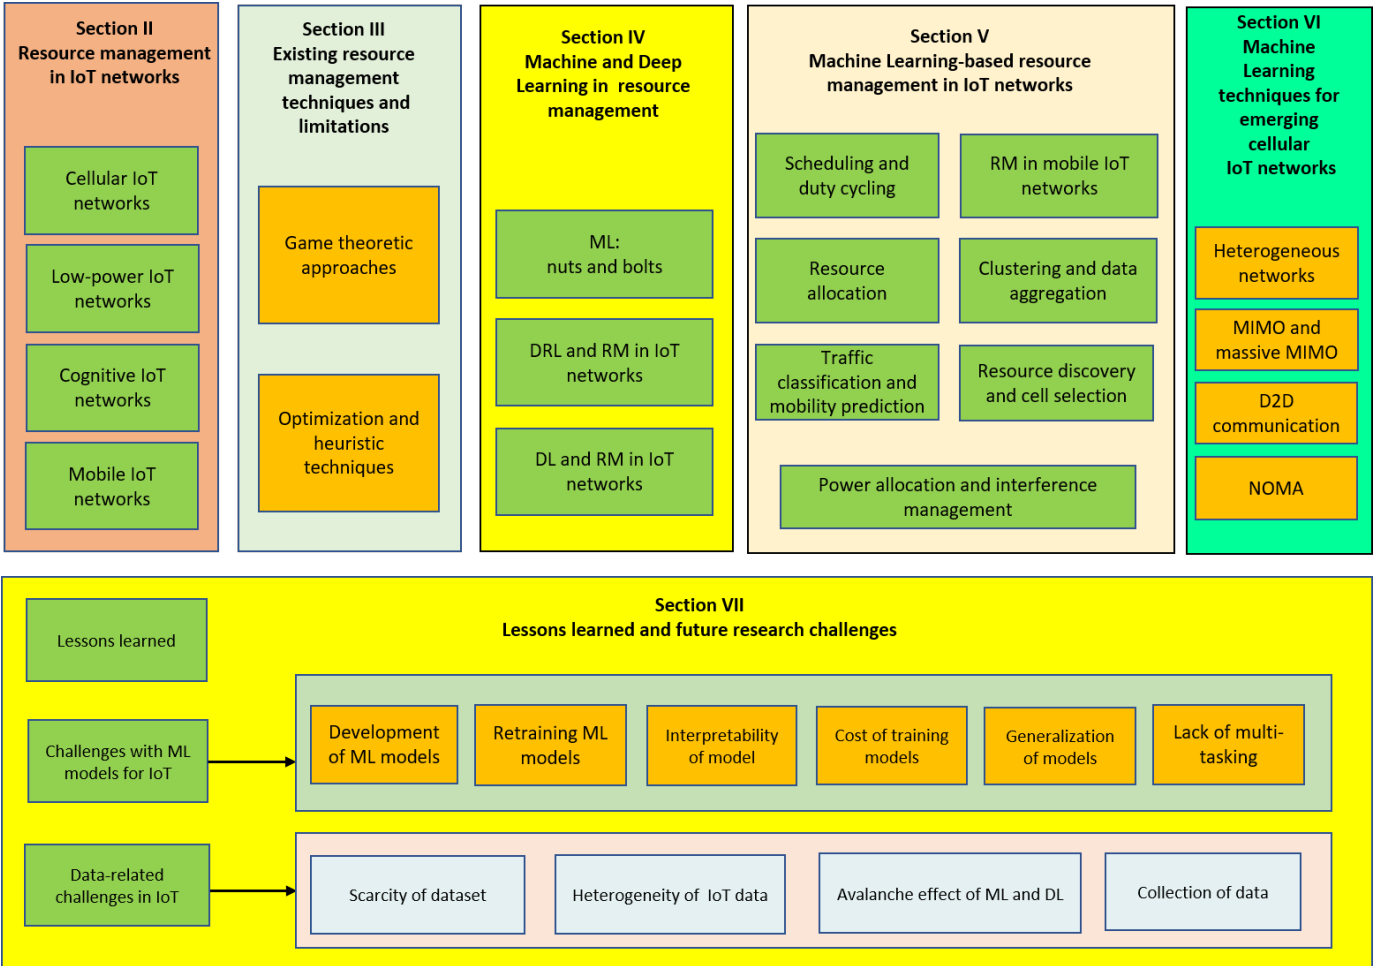 Section II
Resource management
in IoT networks
Cellular IoT
networks
Low-power IoT
networks
Cognitive IoT
networks
Mobile IoT
networks
Section III
Existing resource
management
techniques and
limitations
Game theoretic
approaches
Optimization and
heuristic
techniques
Section IV
Machine and Deep
Learning in resource
management
ML:
nuts and bolts
DRL and RM in IoT
networks
DL and RM in IoT
networks
Section V
Machine Learning-based resource
management in IoT networks
Scheduling and
duty cycling
RM in mobile IoT
networks
Resource
allocation
Clustering and data
aggregation
Traffic
classification and
mobility prediction
Resource discovery
and cell selection
Power allocation and interference
management
Section VI
Machine
Learning
techniques for
emerging
cellular
IoT networks
Heterogeneous
networks
MIMO and
massive MIMO
D2D
communication
NOMA
Section VII
Lessons learned and future research challenges
Lessons learned
Challenges with ML
models for IoT
Development
of ML models
Retraining ML
models
Interpretability
of model
Cost of training
models
Generalization
of models
Lack of multi-
tasking
Data-related
challenges in IoT
Scarcity of dataset
Heterogeneity of IoT data
Avalanche effect of ML and DL
Collection of data